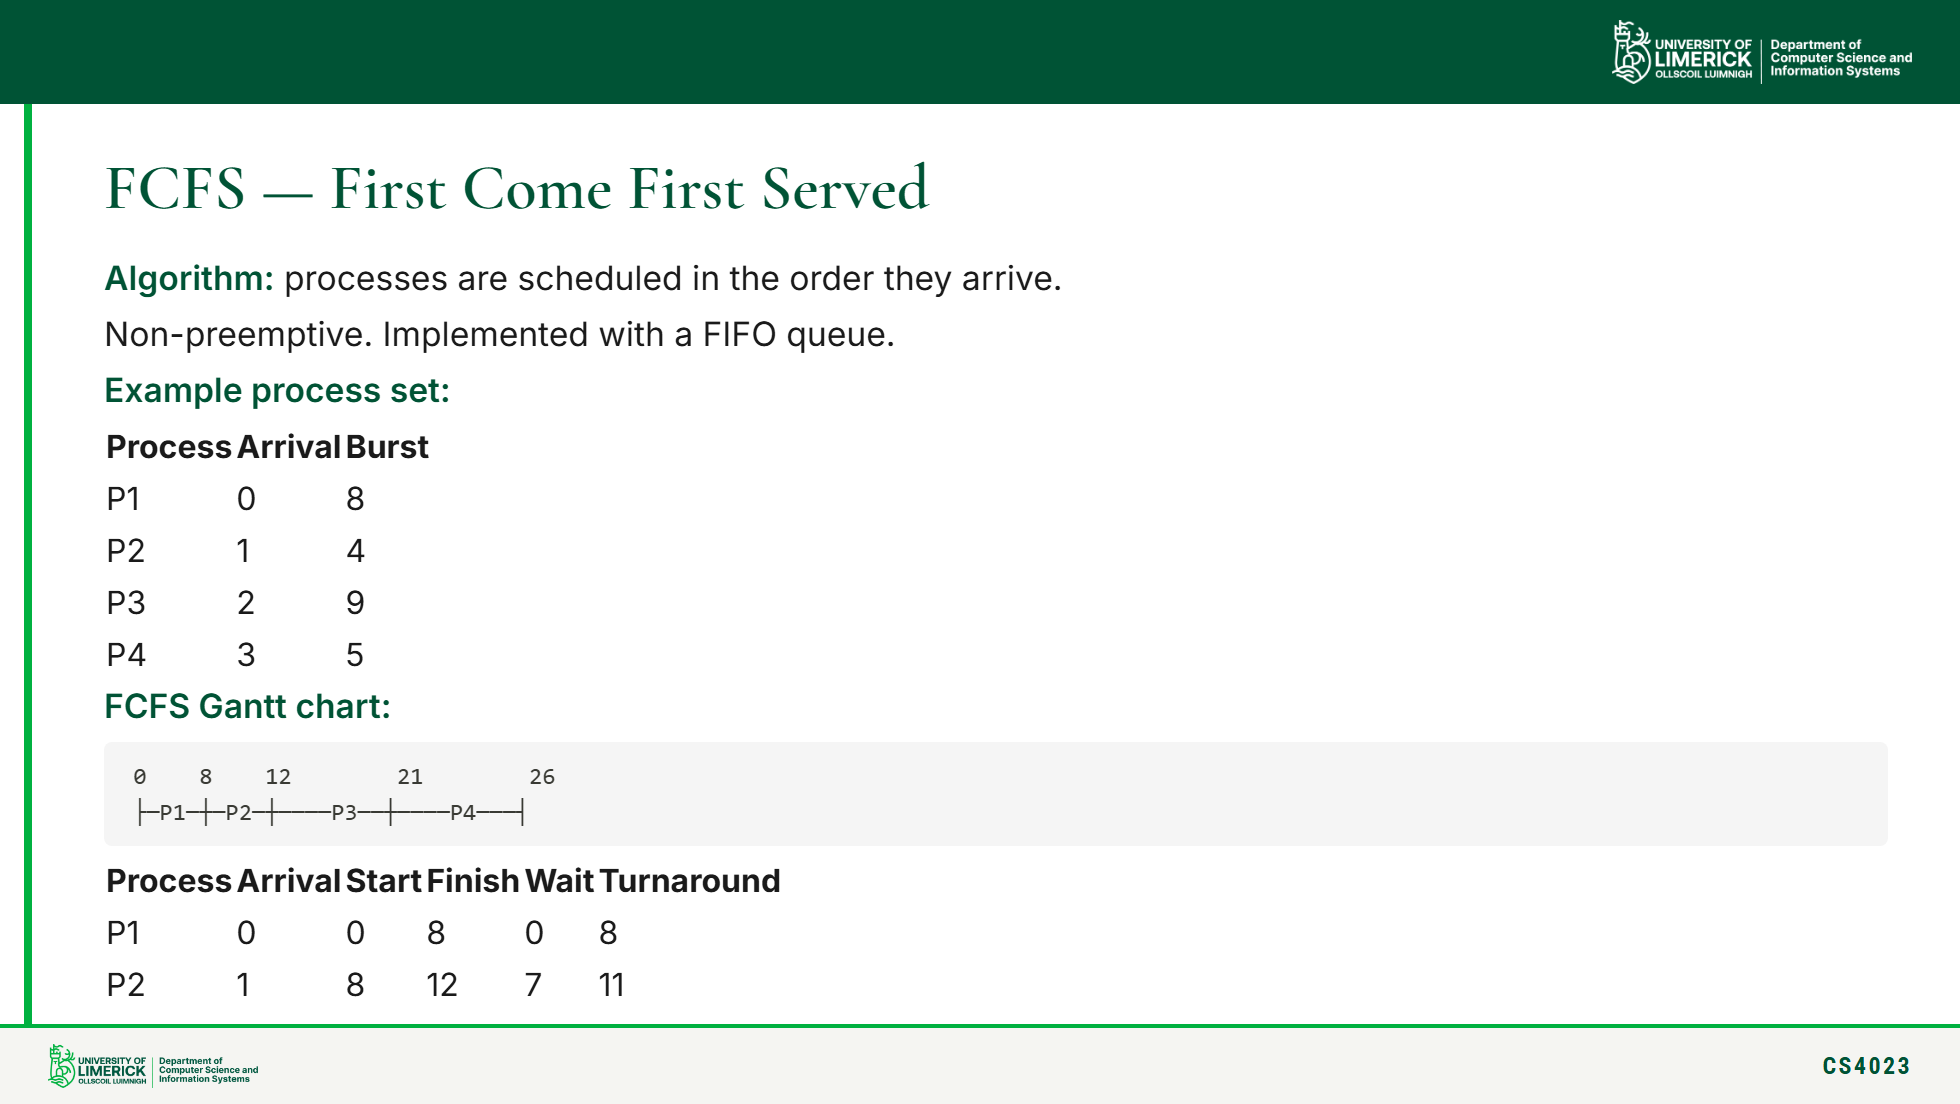 UNIVERSITY OF
LIMERICK
OLLSCOIL LUIMNIGH
Department of
Computer Science and
Information Systems
FCFS — First Come First Served
Algorithm: processes are scheduled in the order they arrive.
Non-preemptive. Implemented with a FIFO queue.
Example process set:
Process Arrival Burst
P1 0 8
P2 1 4
P3 2 9
P4 3 5
FCFS Gantt chart:
0    8    12        21        26
├─P1─┼─P2─┼────P3──┼────P4───┤
Process Arrival Start Finish Wait Turnaround
P1 0 0 8 0 8
P2 1 8 12 7 11
UNIVERSITY OF
LIMERICK
OLLSCOIL LUIMNIGH
Department of
Computer Science and
Information Systems
CS4023